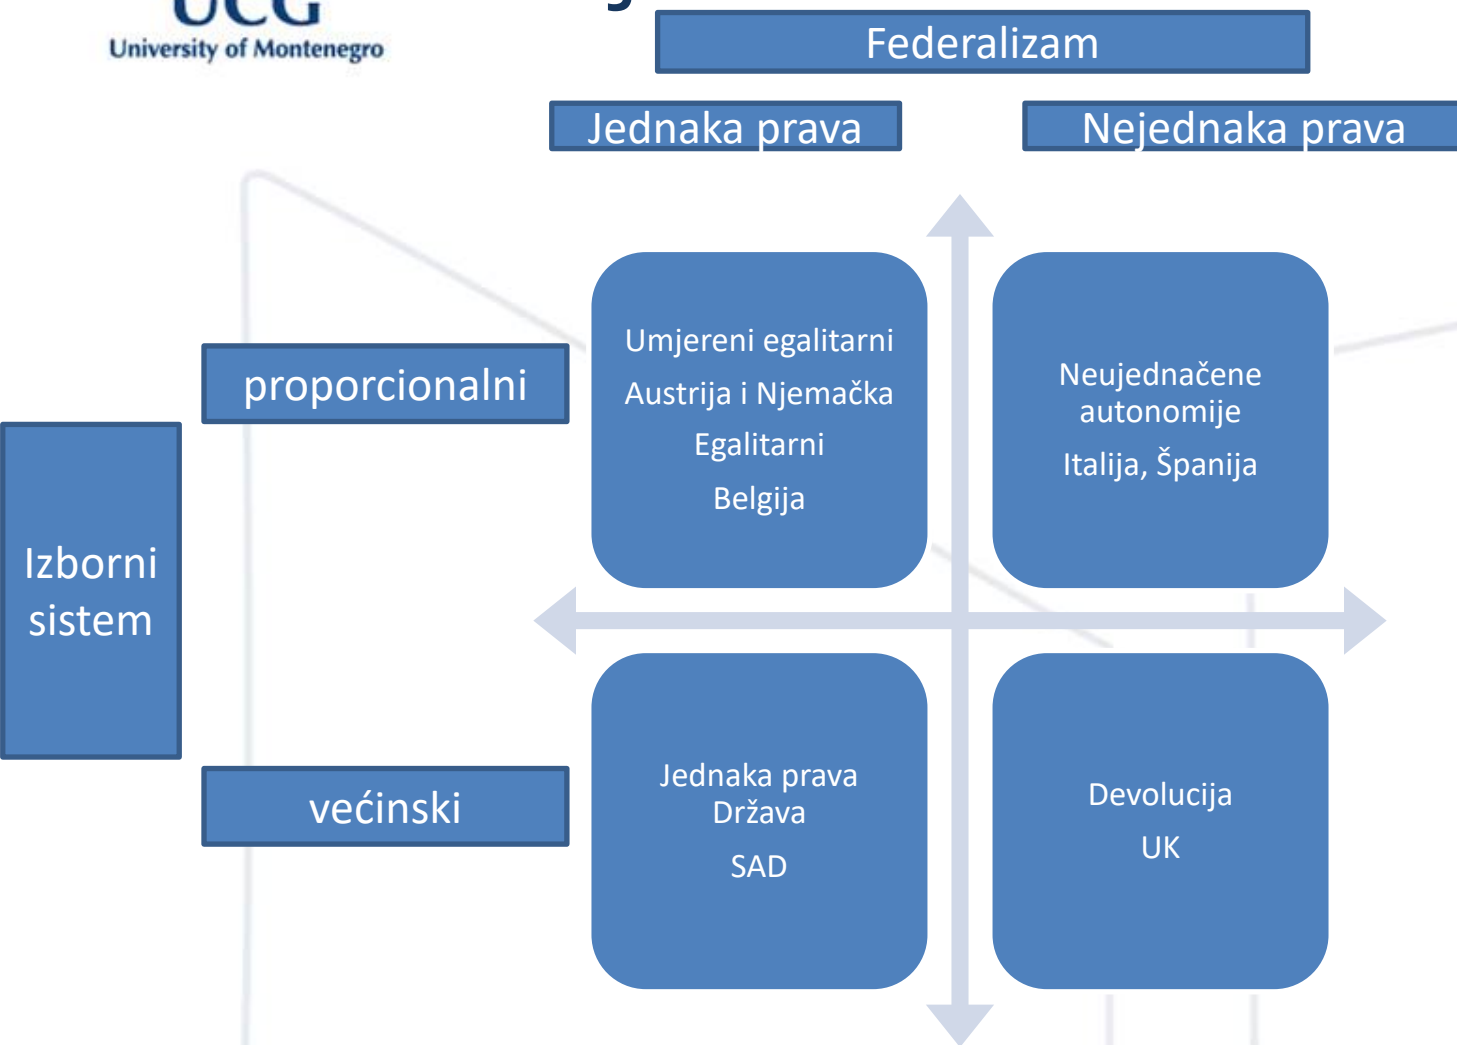 UCG
University of Montenegro
Federalizam
Jednaka prava
Nejednaka prava
Umjereni egalitarni
Austrija i Njemačka
Egalitarni
Belgija
Neujednačene
autonomije
Italija, Španija
proporcionalni
Izborni
sistem
većinski
Jednaka prava
Država
SAD
Devolucija
UK